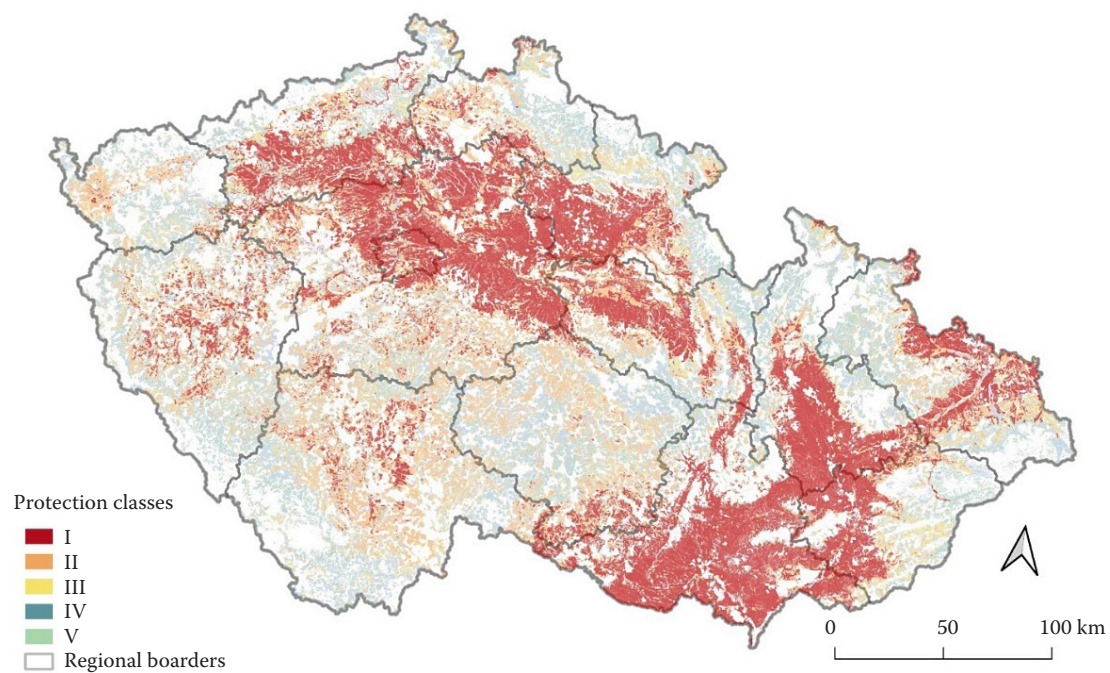 Protection classes
I
II
III
IV
V
Regional boarders
0 50 100 km